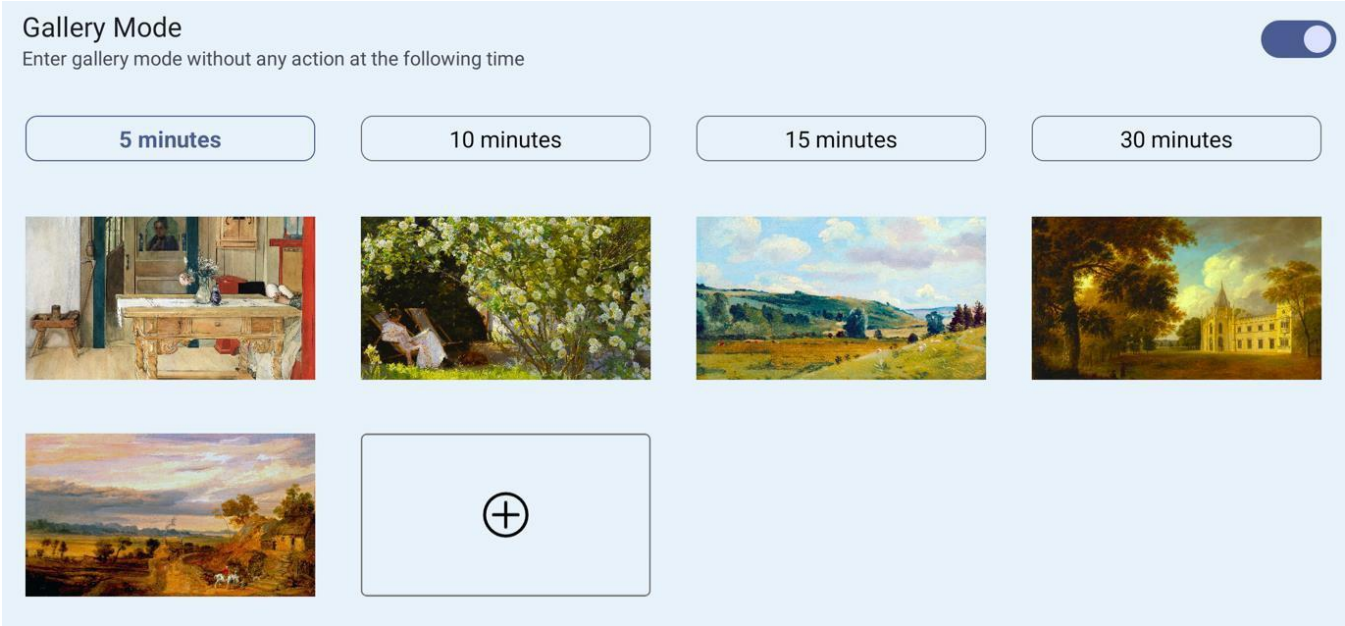 Gallery Mode
Enter gallery mode without any action at the following time
5 minutes
10 minutes
15 minutes
30 minutes